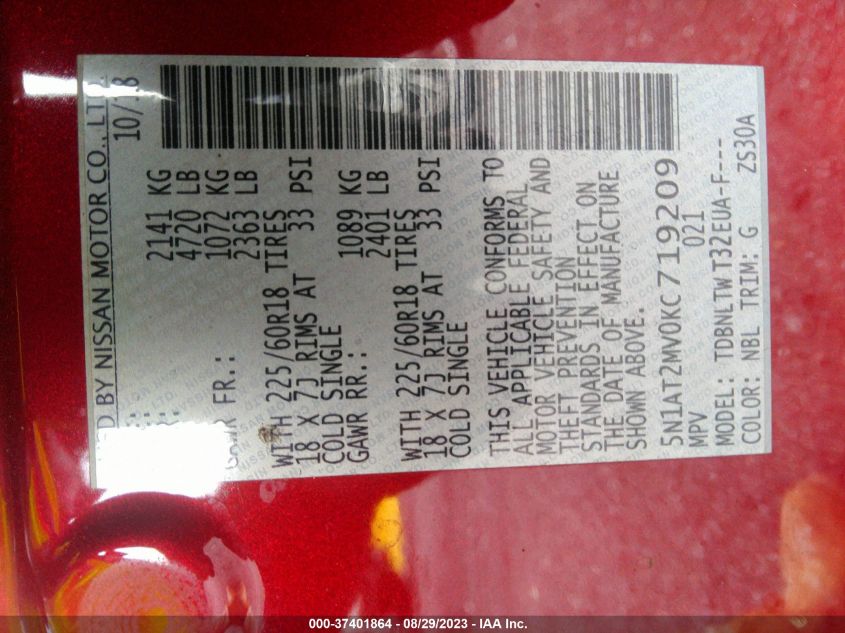 D BY NISSAN MOTOR CO., LTD.
10/18
2141 KG
4720 LB
GAWR FR.: 1072 KG
2363 LB
WITH 225/60R18 TIRES
18 X 7J RIMS AT 33 PSI
COLD SINGLE
GAWR RR.: 1089 KG
2401 LB
WITH 225/60R18 TIRES
18 X 7J RIMS AT 33 PSI
COLD SINGLE
THIS VEHICLE CONFORMS TO
ALL APPLICABLE FEDERAL
MOTOR VEHICLE SAFETY AND
THEFT PREVENTION
STANDARDS IN EFFECT ON
THE DATE OF MANUFACTURE
SHOWN ABOVE.
5N1AT2MV0KC719209
MPV 021
MODEL: TDBNLTW T32EUA-F---
COLOR: NBL TRIM: G ZS30A
000-37401864 - 08/29/2023 - IAA Inc.